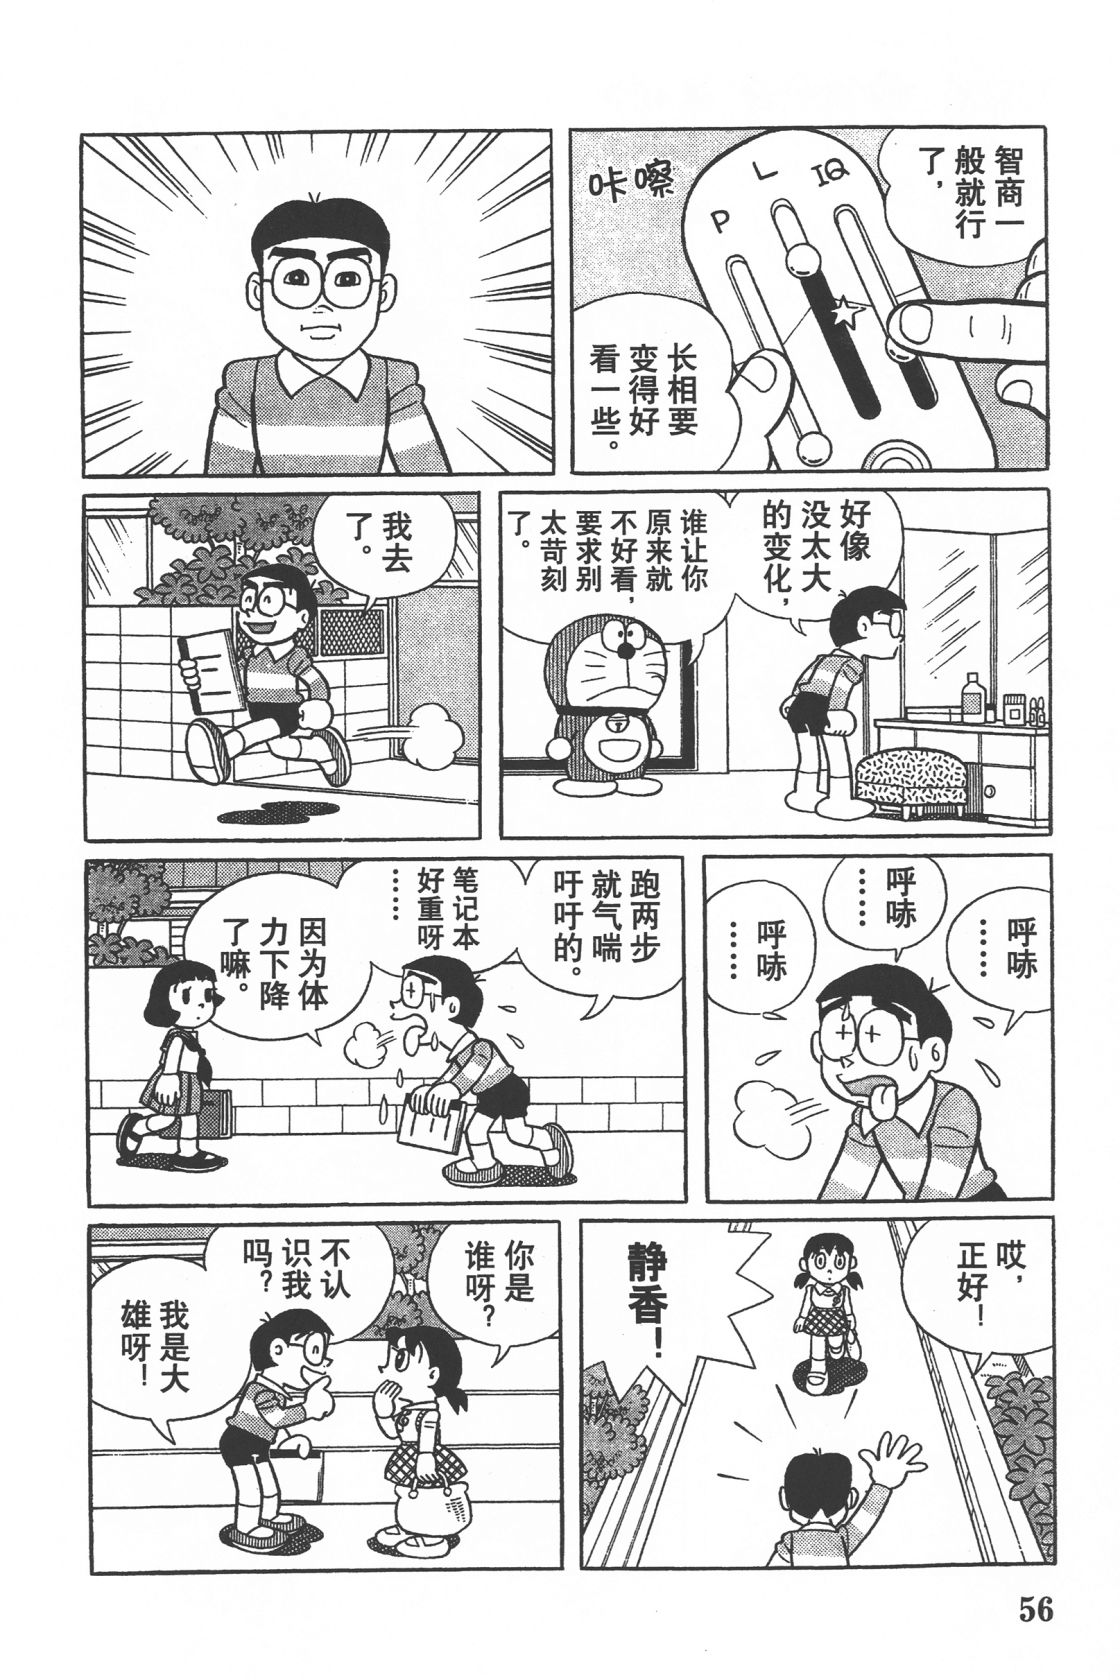 智商一
般就行
了，
IQ
L
P
咔嚓
长相要
变得好
看一些。
好像
没太大
的变化，
谁让你
原来就
不好看，
要求别
太苛刻
了。
我去
了。
呼哧
……
呼哧
……
呼哧
……
跑两步
就气喘
吁吁的。
笔记本
好重呀
……
因为体
力下降
了嘛。
哎，
正好！
静香！
你是
谁呀？
不认
识我
吗？
我是大
雄呀！
56